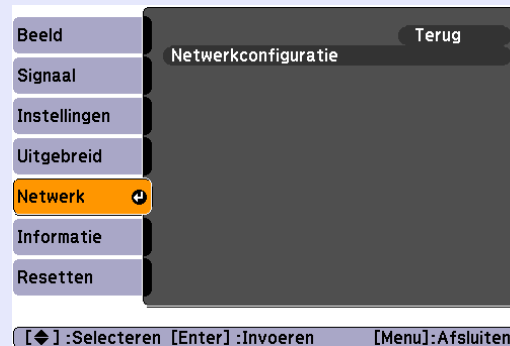 Beeld
Signaal
Instellingen
Uitgebreid
Netwerk
Informatie
Resetten
Terug
Netwerkconfiguratie
[◆] :Selecteren [Enter] :Invoeren [Menu]:Afsluiten